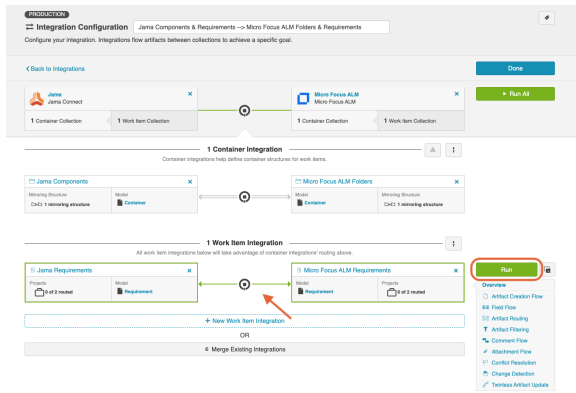 PRODUCTION
Integration Configuration
Jama Components & Requirements --> Micro Focus ALM Folders & Requirements
Configure your integration. Integrations flow artifacts between collections to achieve a specific goal.
Back to Integrations
Done
Jama
Jama Connect
Micro Focus ALM
Micro Focus ALM
Run All
1 Container Collection
1 Work Item Collection
1 Container Collection
1 Work Item Collection
1 Container Integration
Container integrations help define container structures for work items.
Jama Components
Micro Focus ALM Folders
Mirroring Structure
1 mirroring structure
Model
Container
Model
Container
Mirroring Structure
1 mirroring structure
1 Work Item Integration
All work item integrations below will take advantage of container integrations' routing above.
Jama Requirements
Micro Focus ALM Requirements
Run
Projects
0 of 2 routed
Model
Requirement
Model
Requirement
Projects
0 of 2 routed
Overview
Artifact Creation Flow
Field Flow
Artifact Routing
Artifact Filtering
Comment Flow
Attachment Flow
Conflict Resolution
Change Detection
Twinless Artifact Update
+ New Work Item Integration
OR
Merge Existing Integrations